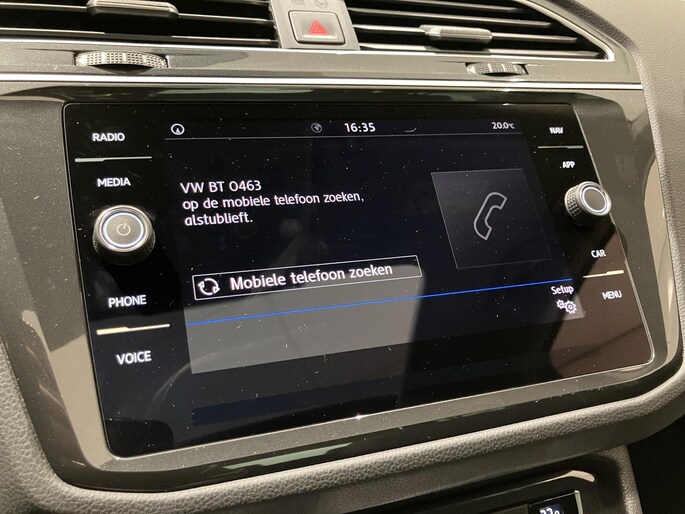 16:35
20.0°C
RADIO
MEDIA
PHONE
VOICE
VW BT 0463
op de mobiele telefoon zoeken,
alstublieft.
Mobiele telefoon zoeken
Setup
NAV
APP
CAR
MENU